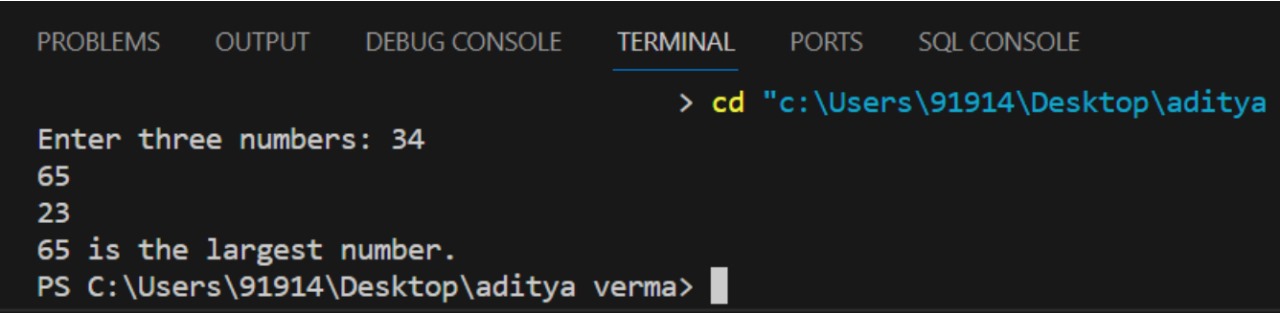 PROBLEMS OUTPUT DEBUG CONSOLE TERMINAL PORTS SQL CONSOLE
> cd "c:\Users\91914\Desktop\aditya
Enter three numbers: 34
65
23
65 is the largest number.
PS C:\Users\91914\Desktop\aditya verma>